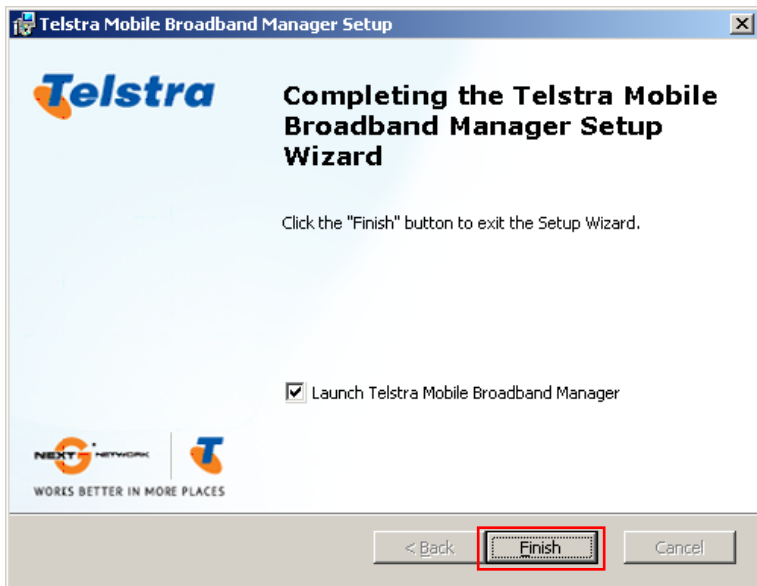 Telstra Mobile Broadband Manager Setup
Telstra
Completing the Telstra Mobile
Broadband Manager Setup
Wizard
Click the "Finish" button to exit the Setup Wizard.
Launch Telstra Mobile Broadband Manager
NEXT G NETWORK
T
WORKS BETTER IN MORE PLACES
< Back
Finish
Cancel